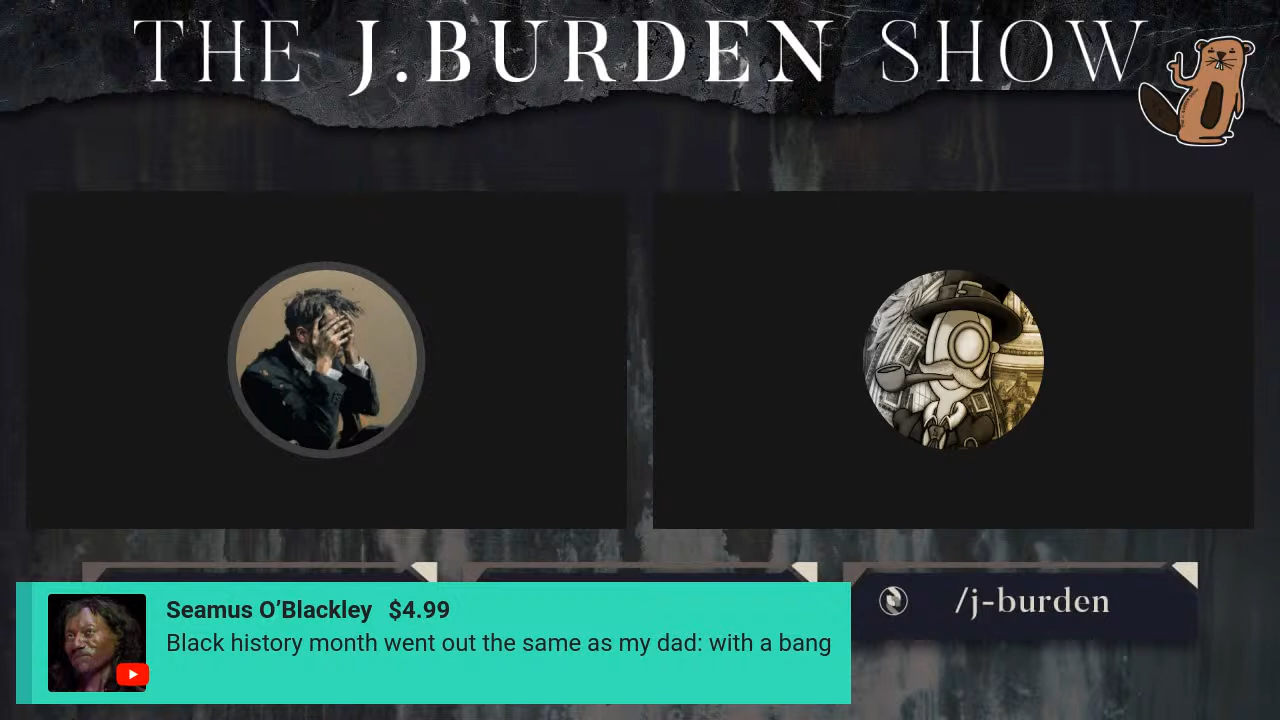 THE J.BURDEN SHOW
Seamus O’Blackley $4.99
Black history month went out the same as my dad: with a bang
/j-burden